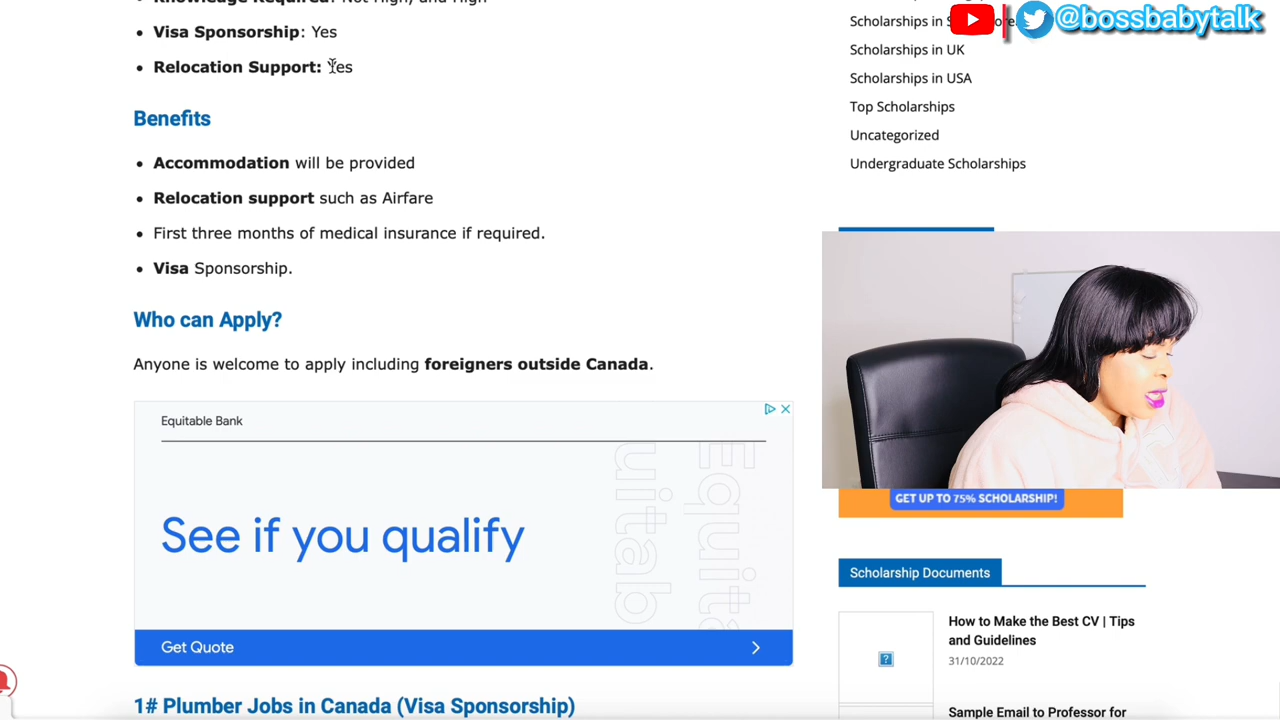 Visa Sponsorship: Yes
Relocation Support: Yes
Benefits
Accommodation will be provided
Relocation support such as Airfare
First three months of medical insurance if required.
Visa Sponsorship.
Who can Apply?
Anyone is welcome to apply including foreigners outside Canada.
Equitable Bank
See if you qualify
Get Quote
1# Plumber Jobs in Canada (Visa Sponsorship)
@bossbabytalk
Scholarships in
Scholarships in UK
Scholarships in USA
Top Scholarships
Uncategorized
Undergraduate Scholarships
GET UP TO 75% SCHOLARSHIP!
Scholarship Documents
How to Make the Best CV | Tips
and Guidelines
31/10/2022
Sample Email to Professor for